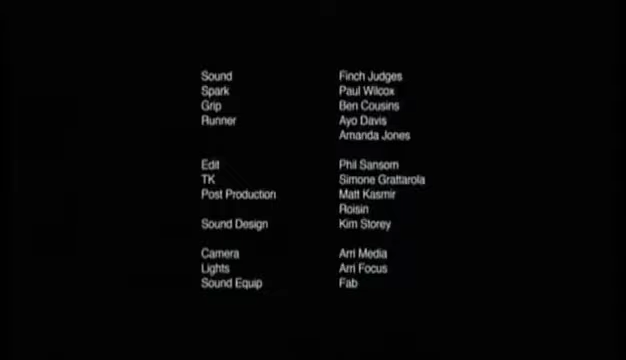 Sound Finch Judges
Spark Paul Wilcox
Grip Ben Cousins
Runner Ayo Davis
Amanda Jones
Edit Phil Sansom
TK Simone Grattarola
Post Production Matt Kasmir
Roisin
Sound Design Kim Storey
Camera Arri Media
Lights Arri Focus
Sound Equip Fab